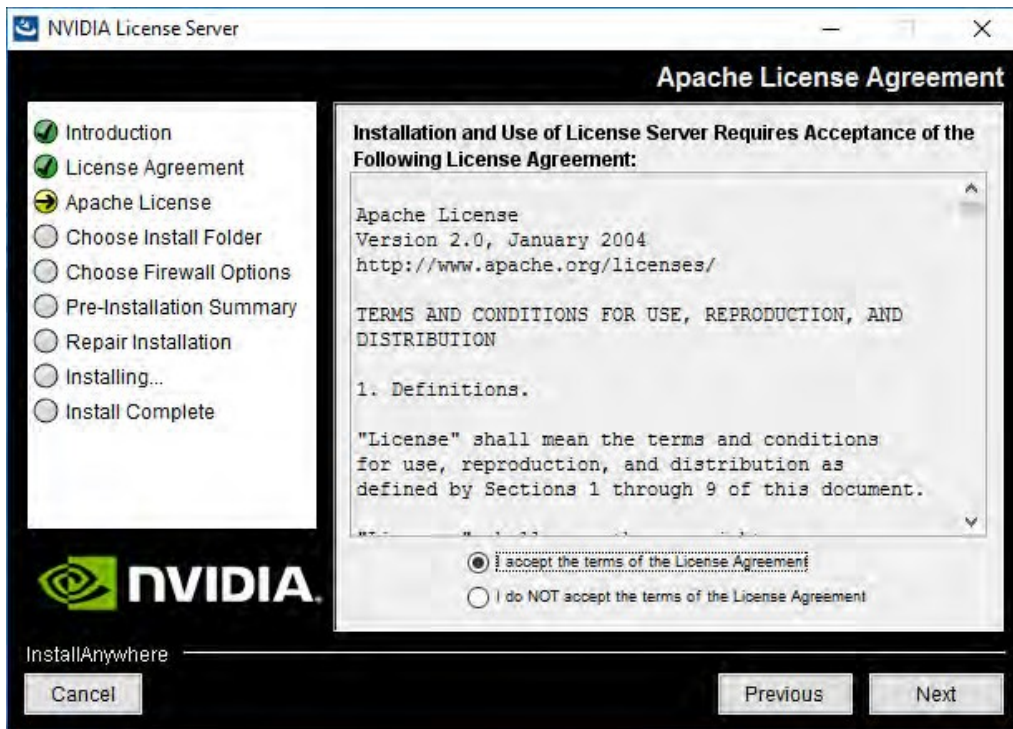 NVIDIA License Server
Apache License Agreement
Introduction
License Agreement
Apache License
Choose Install Folder
Choose Firewall Options
Pre-Installation Summary
Repair Installation
Installing...
Install Complete
Installation and Use of License Server Requires Acceptance of the
Following License Agreement:
Apache License
Version 2.0, January 2004
http://www.apache.org/licenses/
TERMS AND CONDITIONS FOR USE, REPRODUCTION, AND
DISTRIBUTION
1. Definitions.
"License" shall mean the terms and conditions
for use, reproduction, and distribution as
defined by Sections 1 through 9 of this document.
I accept the terms of the License Agreement
I do NOT accept the terms of the License Agreement
NVIDIA.
InstallAnywhere
Cancel
Previous
Next